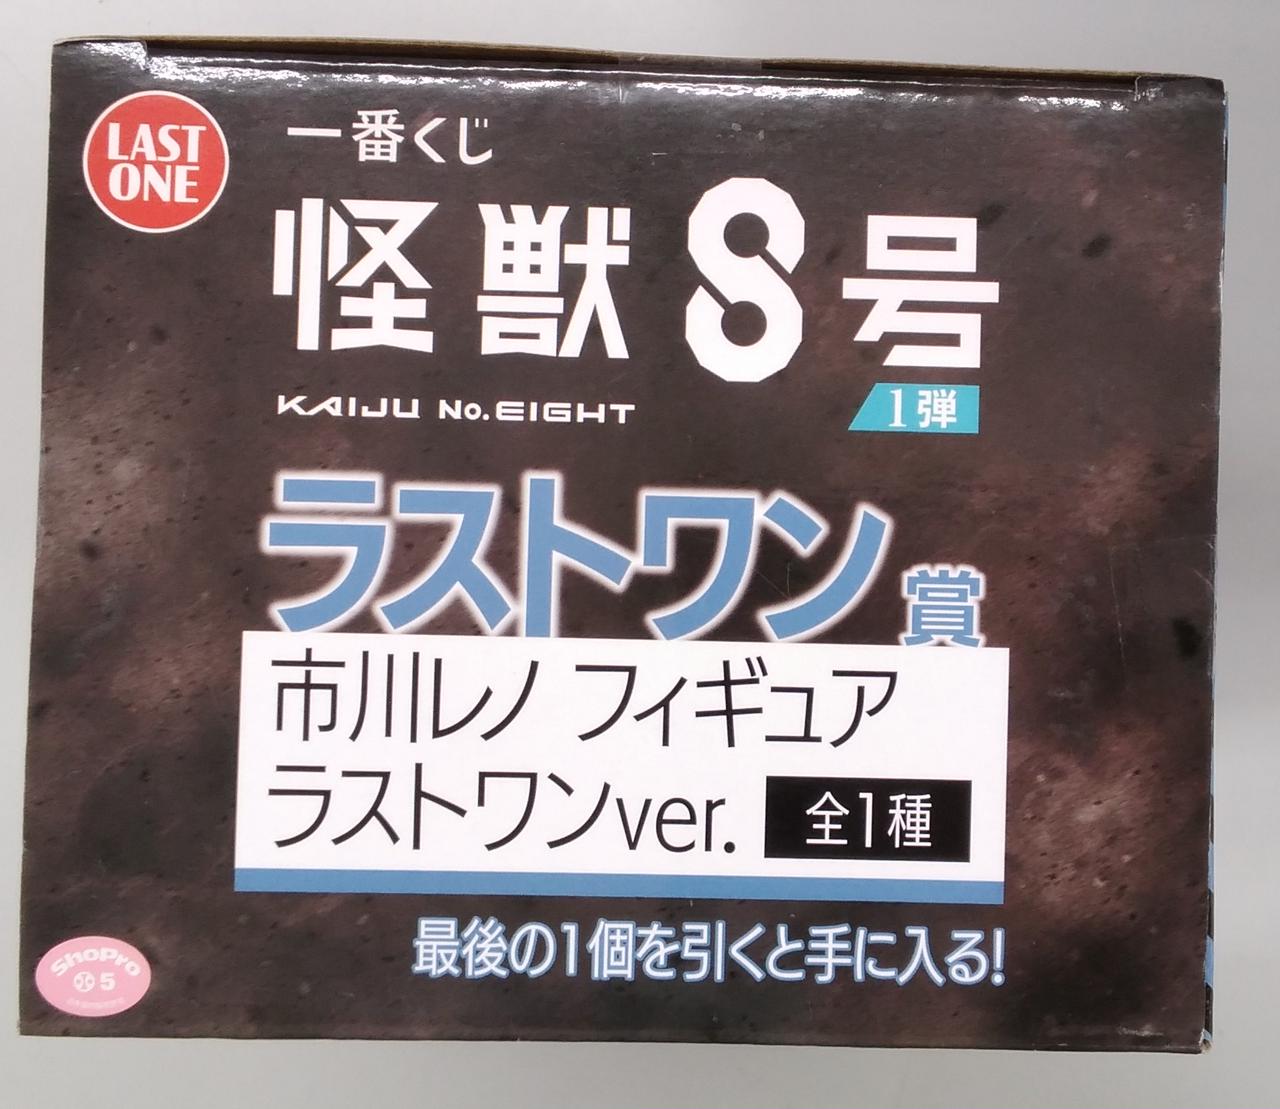 LAST
ONE
一番くじ
怪獣8号
KAIJU No.EIGHT
1弾
ラストワン賞
市川レノ フィギュア
ラストワンver. 全1種
最後の1個を引くと手に入る!
ShoPro
5